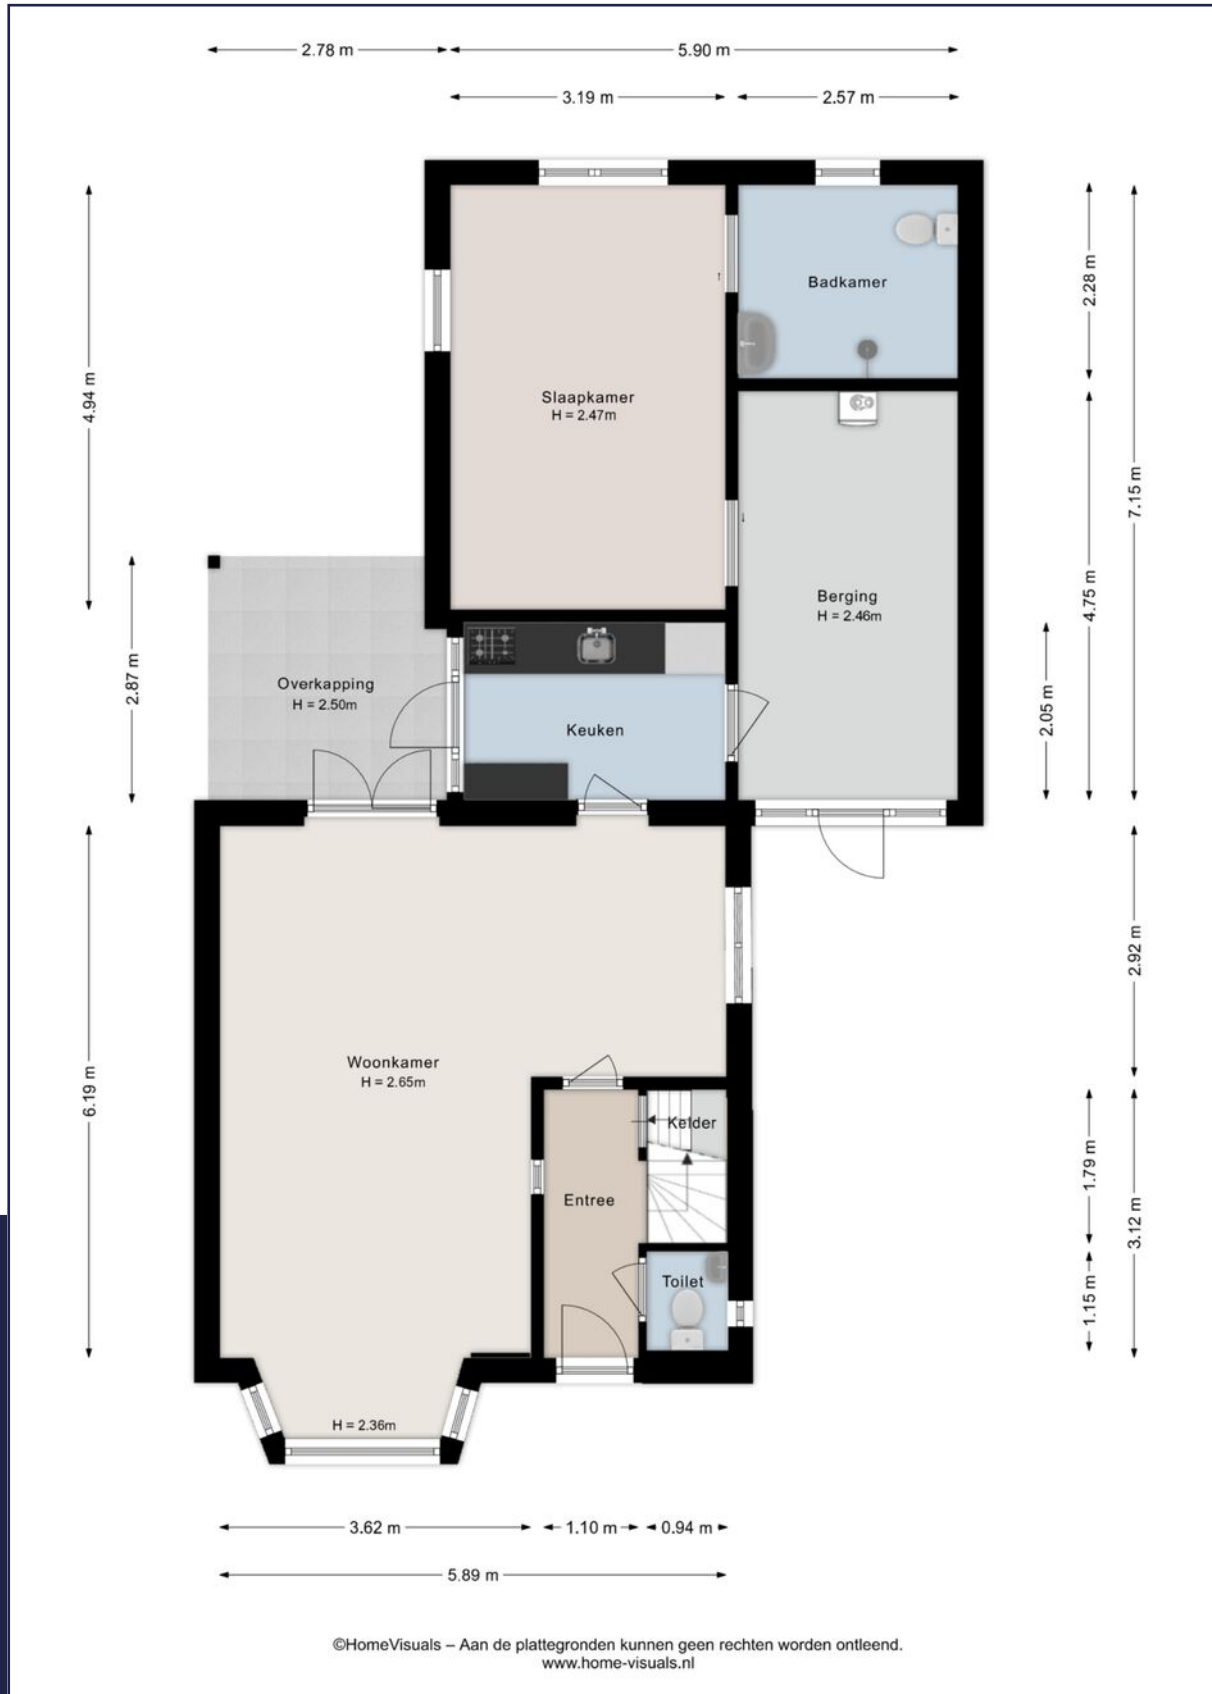 2.78 m
5.90 m
3.19 m
2.57 m
4.94 m
2.28 m
7.15 m
Badkamer
Slaapkamer
H = 2.47m
4.75 m
Berging
H = 2.46m
2.87 m
Overkapping
H = 2.50m
Keuken
2.05 m
2.92 m
6.19 m
Woonkamer
H = 2.65m
Kelder
Entree
1.79 m
3.12 m
Toilet
1.15 m
H = 2.36m
3.62 m
1.10 m
0.94 m
5.89 m
©HomeVisuals – Aan de plattegronden kunnen geen rechten worden ontleend.
www.home-visuals.nl